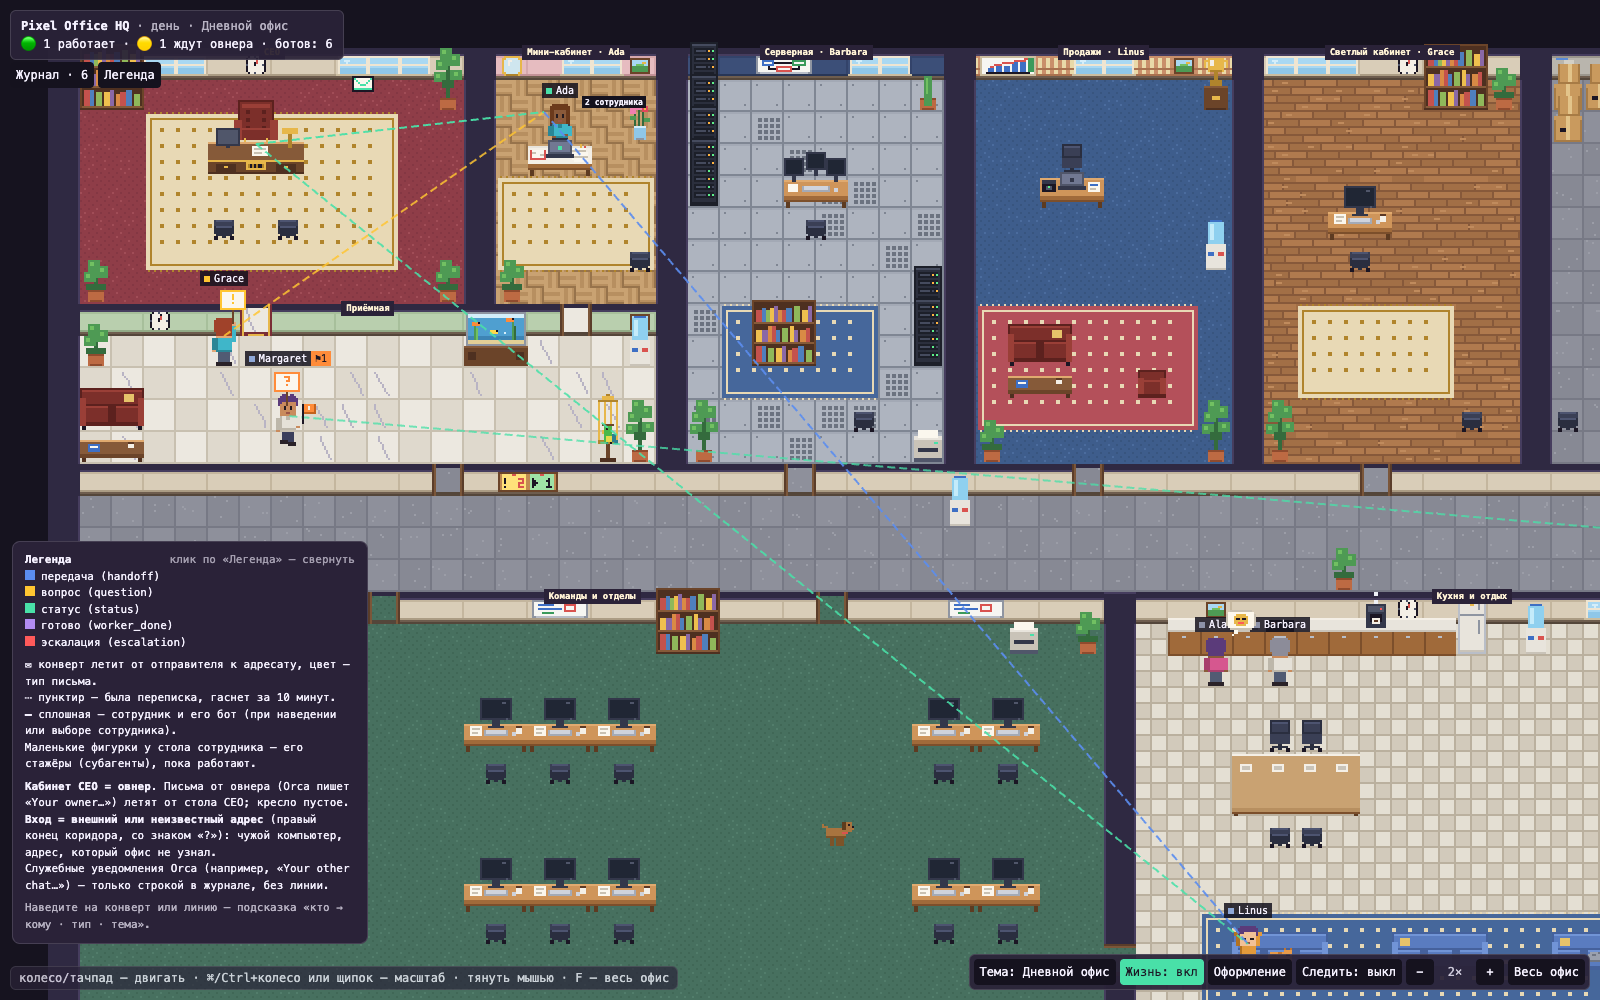 Pixel Office HQ · день · Дневной офис
1 работает · 1 ждут овнера · ботов: 6
Журнал · 6
Легенда
Мини-кабинет · Ada
Серверная · Barbara
Продажи · Linus
Светлый кабинет · Grace
Ada
2 сотрудника
Grace
!
Приёмная
Margaret
1
?
! 2
1
Команды и отделы
Кухня и отдых
Barbara
Linus
Легенда
клик по «Легенда» — свернуть
передача (handoff)
вопрос (question)
статус (status)
готово (worker_done)
эскалация (escalation)
✉ конверт летит от отправителя к адресату, цвет —
тип письма.
┄ пунктир — была переписка, гаснет за 10 минут.
— сплошная — сотрудник и его бот (при наведении
или выборе сотрудника).
Маленькие фигурки у стола сотрудника — его
стажёры (субагенты), пока работают.
Кабинет CEO = овнер. Письма от овнера (Orca пишет
«Your owner…») летят от стола CEO; кресло пустое.
Вход = внешний или неизвестный адрес (правый
конец коридора, со знаком «?»): чужой компьютер,
адрес, который офис не узнал.
Служебные уведомления Orca (например, «Your other
chat…») — только строкой в журнале, без линии.
Наведите на конверт или линию — подсказка «кто →
кому · тип · тема».
колесо/тачпад — двигать · ⌘/Ctrl+колесо или щипок — масштаб · тянуть мышью · F — весь офис
Тема: Дневной офис
Жизнь: вкл
Оформление
Следить: выкл
−
2×
+
Весь офис